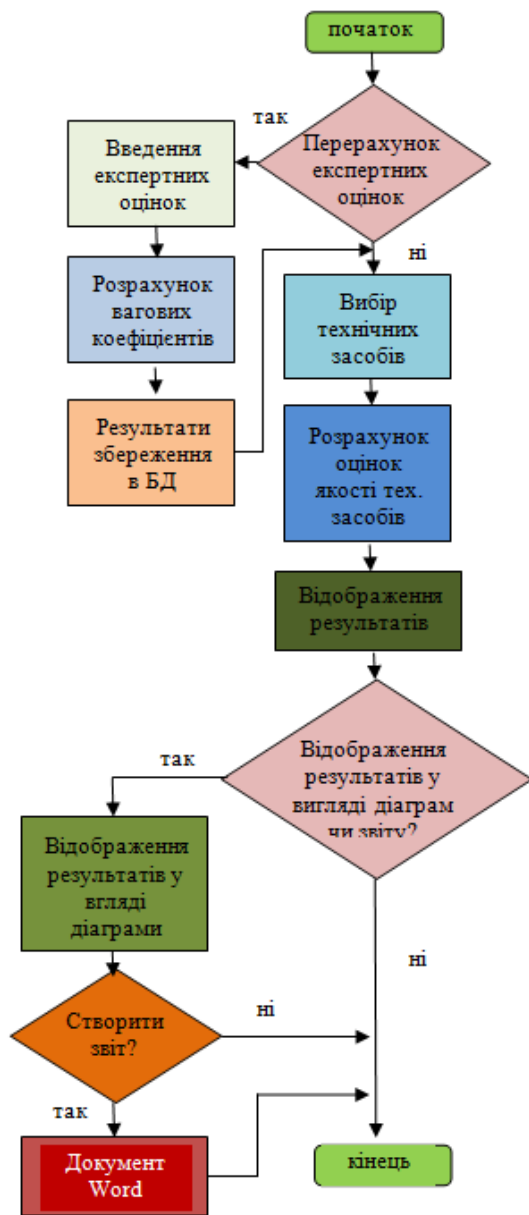 початок
так
Перерахунок
експертних
оцінок
Введення
експертних
оцінок
ні
Розрахунок
вагових
коефіцієнтів
Вибір
технічних
засобів
Результати
збереження
в БД
Розрахунок
оцінок
якості тех.
засобів
Відображення
результатів
Відображення
результатів у
вигляді діаграм
чи звіту?
так
Відображення
результатів у
вгляді
діаграми
ні
Створити
звіт?
ні
так
Документ
Word
кінець